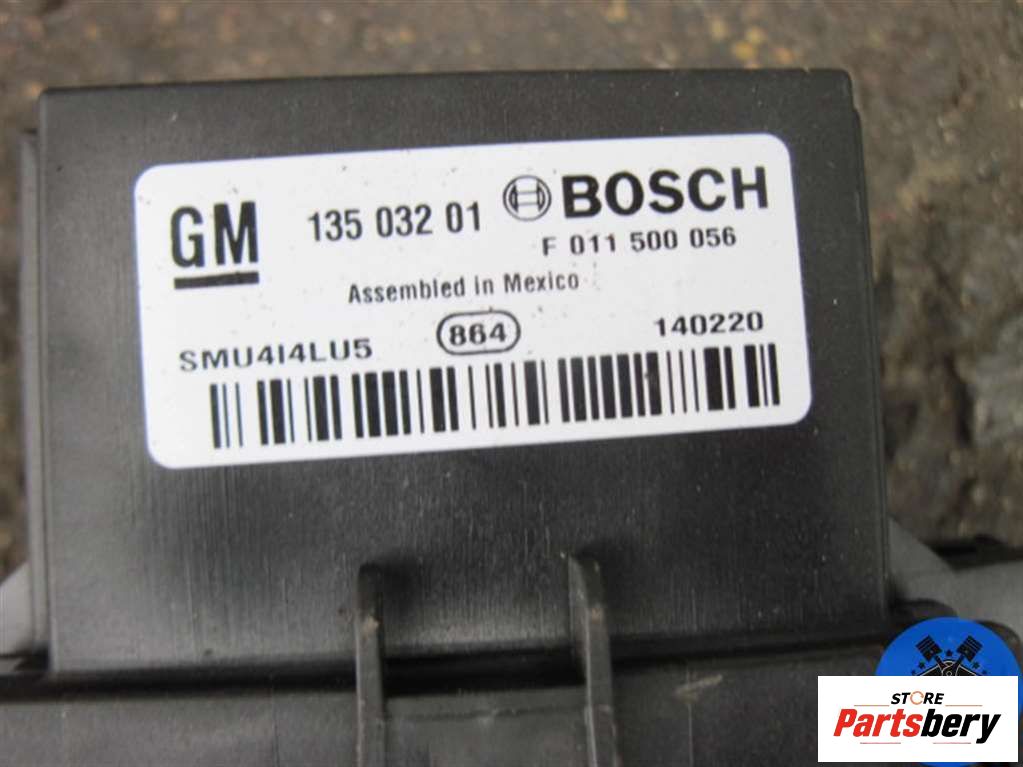 GM 135 032 01 BOSCH
F 011 500 056
Assembled in Mexico
SMU4I4LU5 864 140220
STORE
Partsbery